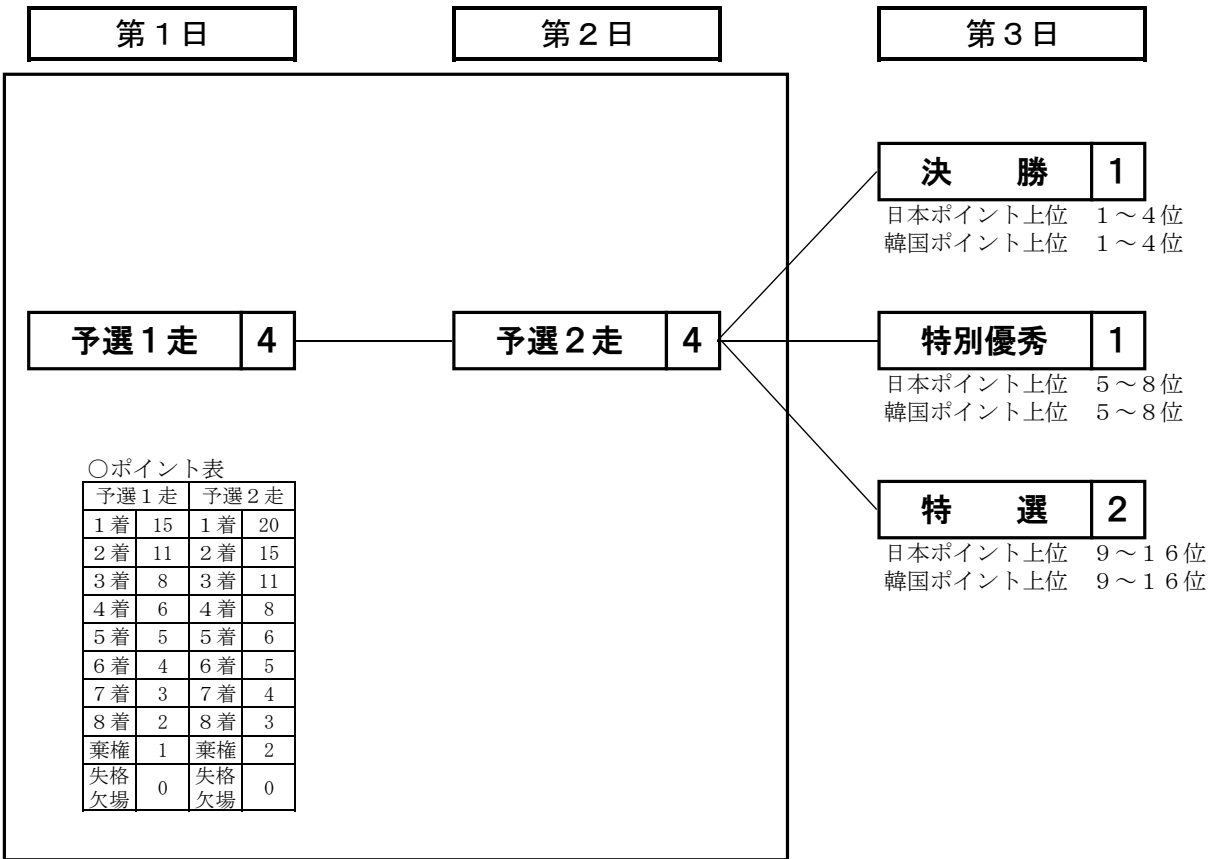 第１日
第２日
第３日
決　　勝 1
日本ポイント上位　１～４位
韓国ポイント上位　１～４位
予選１走 4
予選２走 4
特別優秀 1
日本ポイント上位　５～８位
韓国ポイント上位　５～８位
特　　選 2
日本ポイント上位　９～１６位
韓国ポイント上位　９～１６位
○ポイント表
予選１走 予選２走
１着 15 １着 20
２着 11 ２着 15
３着 8 ３着 11
４着 6 ４着 8
５着 5 ５着 6
６着 4 ６着 5
７着 3 ７着 4
８着 2 ８着 3
棄権 1 棄権 2
失格 失格
欠場 0 欠場 0